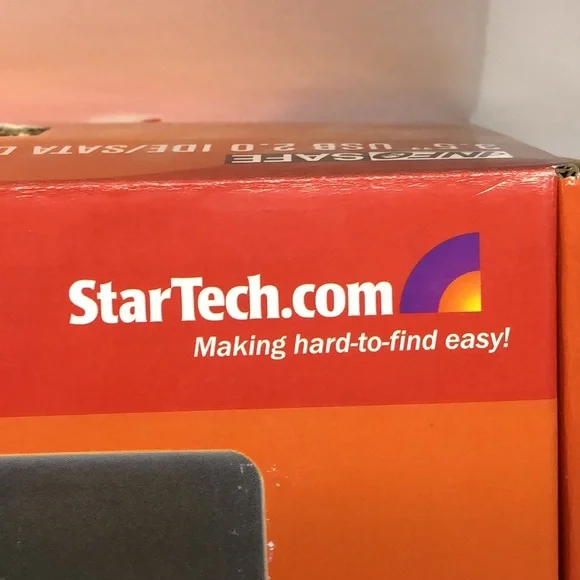 3.5" USB 2.0 IDE/SATA D
INFOSAFE
StarTech.com
Making hard-to-find easy!